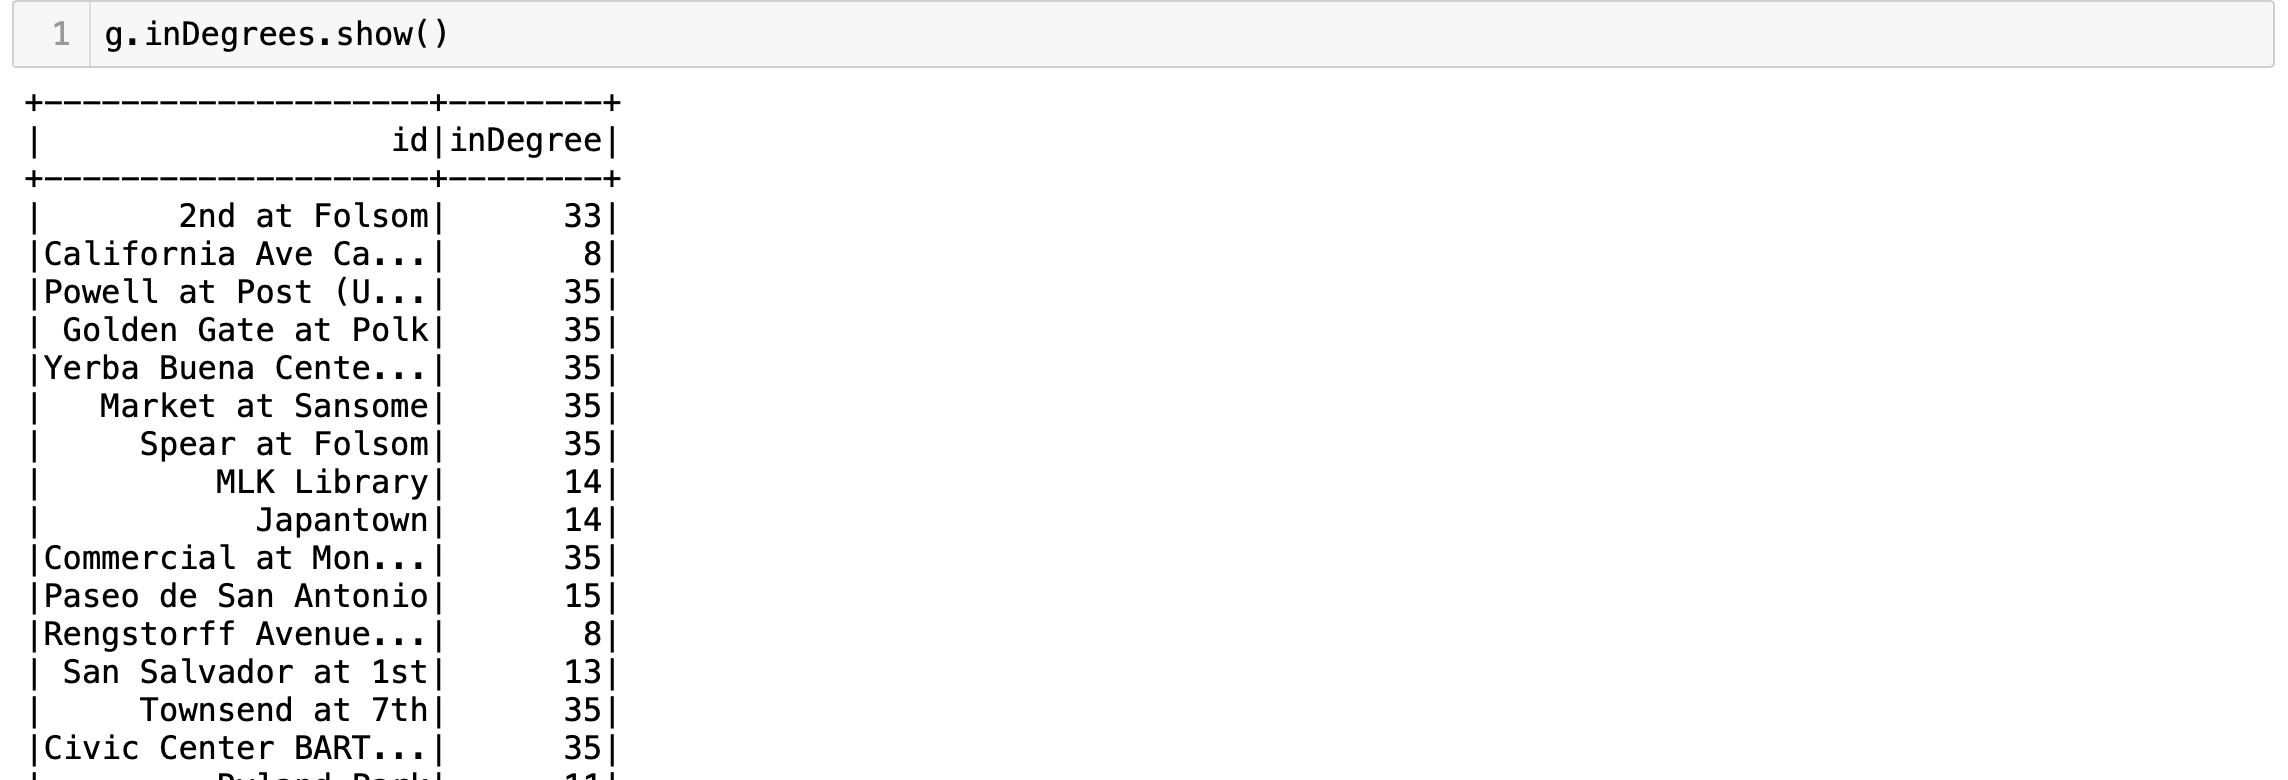 1 g.inDegrees.show()
+--------------------+--------+
|                  id|inDegree|
+--------------------+--------+
|       2nd at Folsom|      33|
|California Ave Ca...|       8|
|Powell at Post (U...|      35|
| Golden Gate at Polk|      35|
|Yerba Buena Cente...|      35|
|   Market at Sansome|      35|
|     Spear at Folsom|      35|
|         MLK Library|      14|
|           Japantown|      14|
|Commercial at Mon...|      35|
|Paseo de San Antonio|      15|
|Rengstorff Avenue...|       8|
| San Salvador at 1st|      13|
|     Townsend at 7th|      35|
|Civic Center BART...|      35|